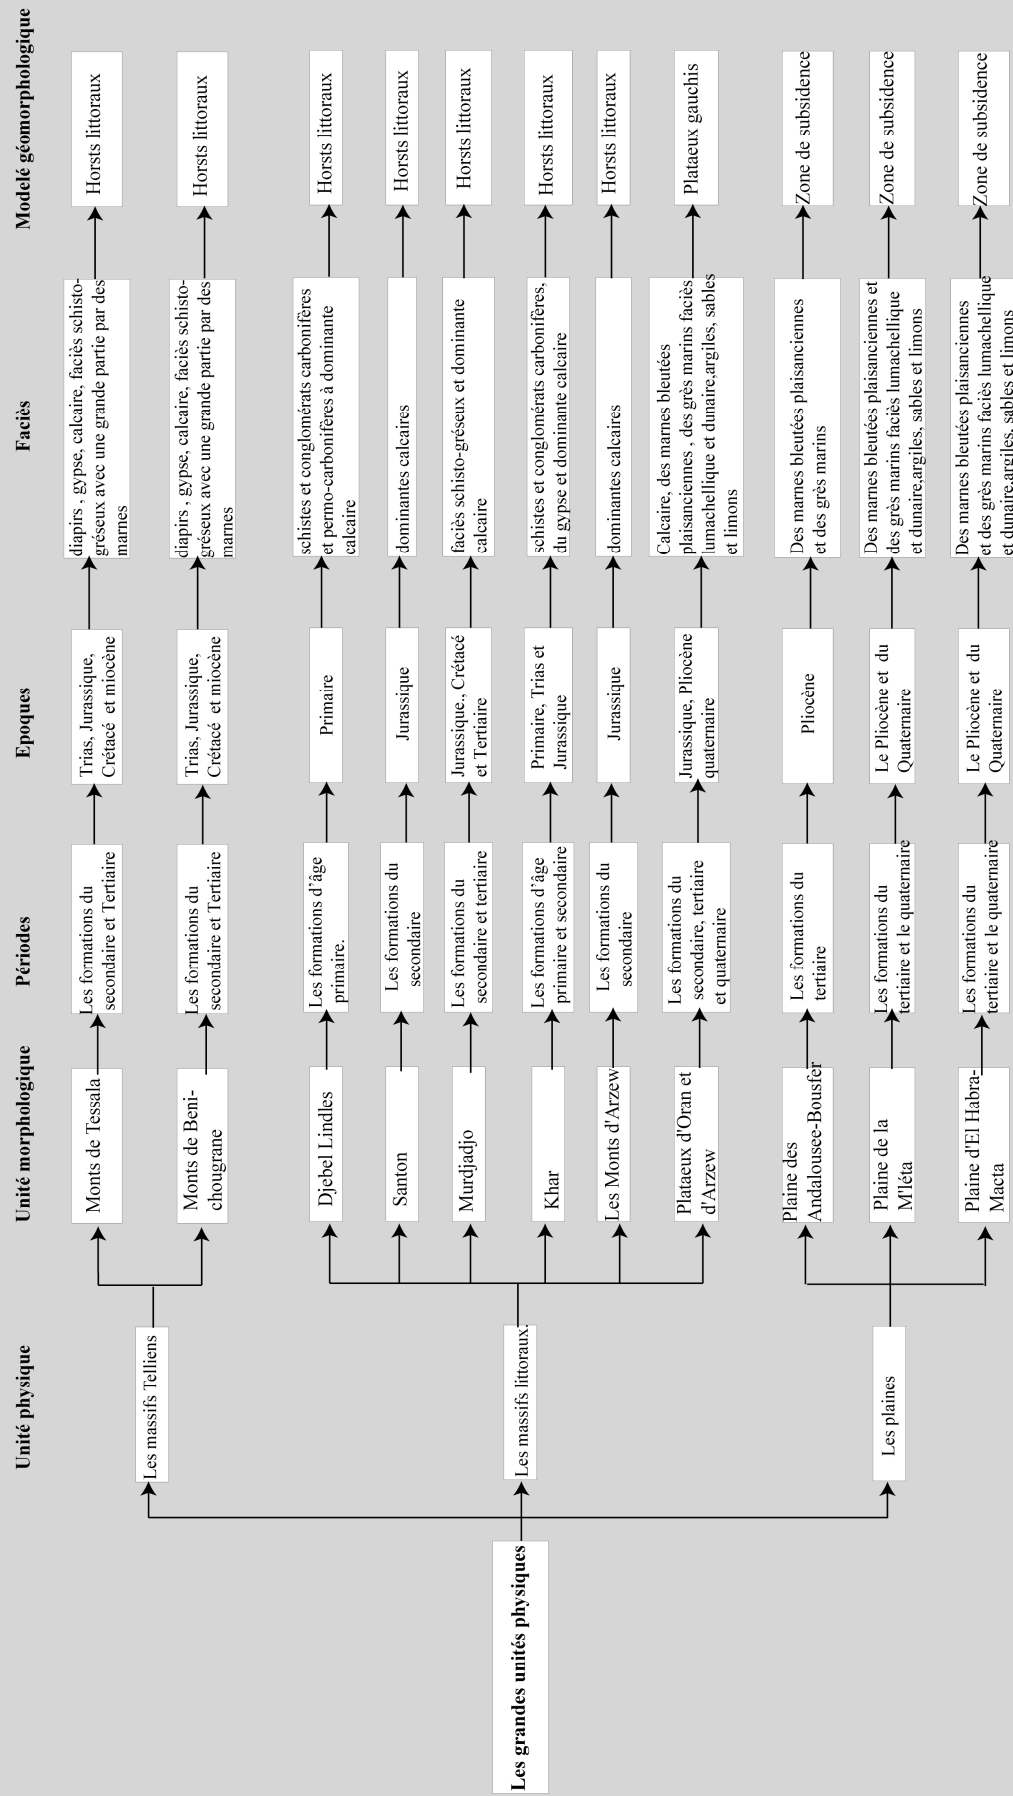 Unité physique
Unité morphologique
Périodes
Epoques
Faciès
Modelé géomorphologique
Les grandes unités physiques
Les massifs Telliens
Monts de Tessala
Les formations du
secondaire et Tertiaire
Trias, Jurassique,
Crétacé et miocène
diapirs , gypse, calcaire, faciès schisto-
gréseux avec une grande partie par des
marnes
Horsts littoraux
Monts de Beni-
chougrane
Les formations du
secondaire et Tertiaire
Trias, Jurassique,
Crétacé et miocène
diapirs , gypse, calcaire, faciès schisto-
gréseux avec une grande partie par des
marnes
Horsts littoraux
Les massifs littoraux.
Djebel Lindles
Les formations d'âge
primaire.
Primaire
schistes et conglomérats carbonifères
et permo-carbonifères à dominante
calcaire
Horsts littoraux
Santon
Les formations du
secondaire
Jurassique
dominantes calcaires
Horsts littoraux
Murdjadjo
Les formations du
secondaire et tertiaire
Jurassique, Crétacé
et Tertiaire
faciès schisto-gréseux et dominante
calcaire
Horsts littoraux
Khar
Les formations d'âge
primaire et secondaire
Primaire, Trias et
Jurassique
schistes et conglomérats carbonifères,
du gypse et dominante calcaire
Horsts littoraux
Les Monts d'Arzew
Les formations du
secondaire
Jurassique
dominantes calcaires
Horsts littoraux
Plataeux d'Oran et
d'Arzew
Les formations du
secondaire, tertiaire
et quaternaire
Jurassique, Pliocène
quaternaire
Calcaire, des marnes bleutées
plaisanciennes , des grès marins faciès
lumachellique et dunaire,argiles, sables
et limons
Plataeux gauchis
Les plaines
Plaine des
Andalousee-Bousfer
Les formations du
tertiaire
Pliocène
Des marnes bleutées plaisanciennes
et des grès marins
Zone de subsidence
Plaine de la
M'léta
Les formations du
tertiaire et le quaternaire
Le Pliocène et du
Quaternaire
Des marnes bleutées plaisanciennes et
des grès marins faciès lumachellique
et dunaire,argiles, sables et limons
Zone de subsidence
Plaine d'El Habra-
Macta
Les formations du
tertiaire et le quaternaire
Le Pliocène et du
Quaternaire
Des marnes bleutées plaisanciennes
et des grès marins faciès lumachellique
et dunaire,argiles, sables et limons
Zone de subsidence